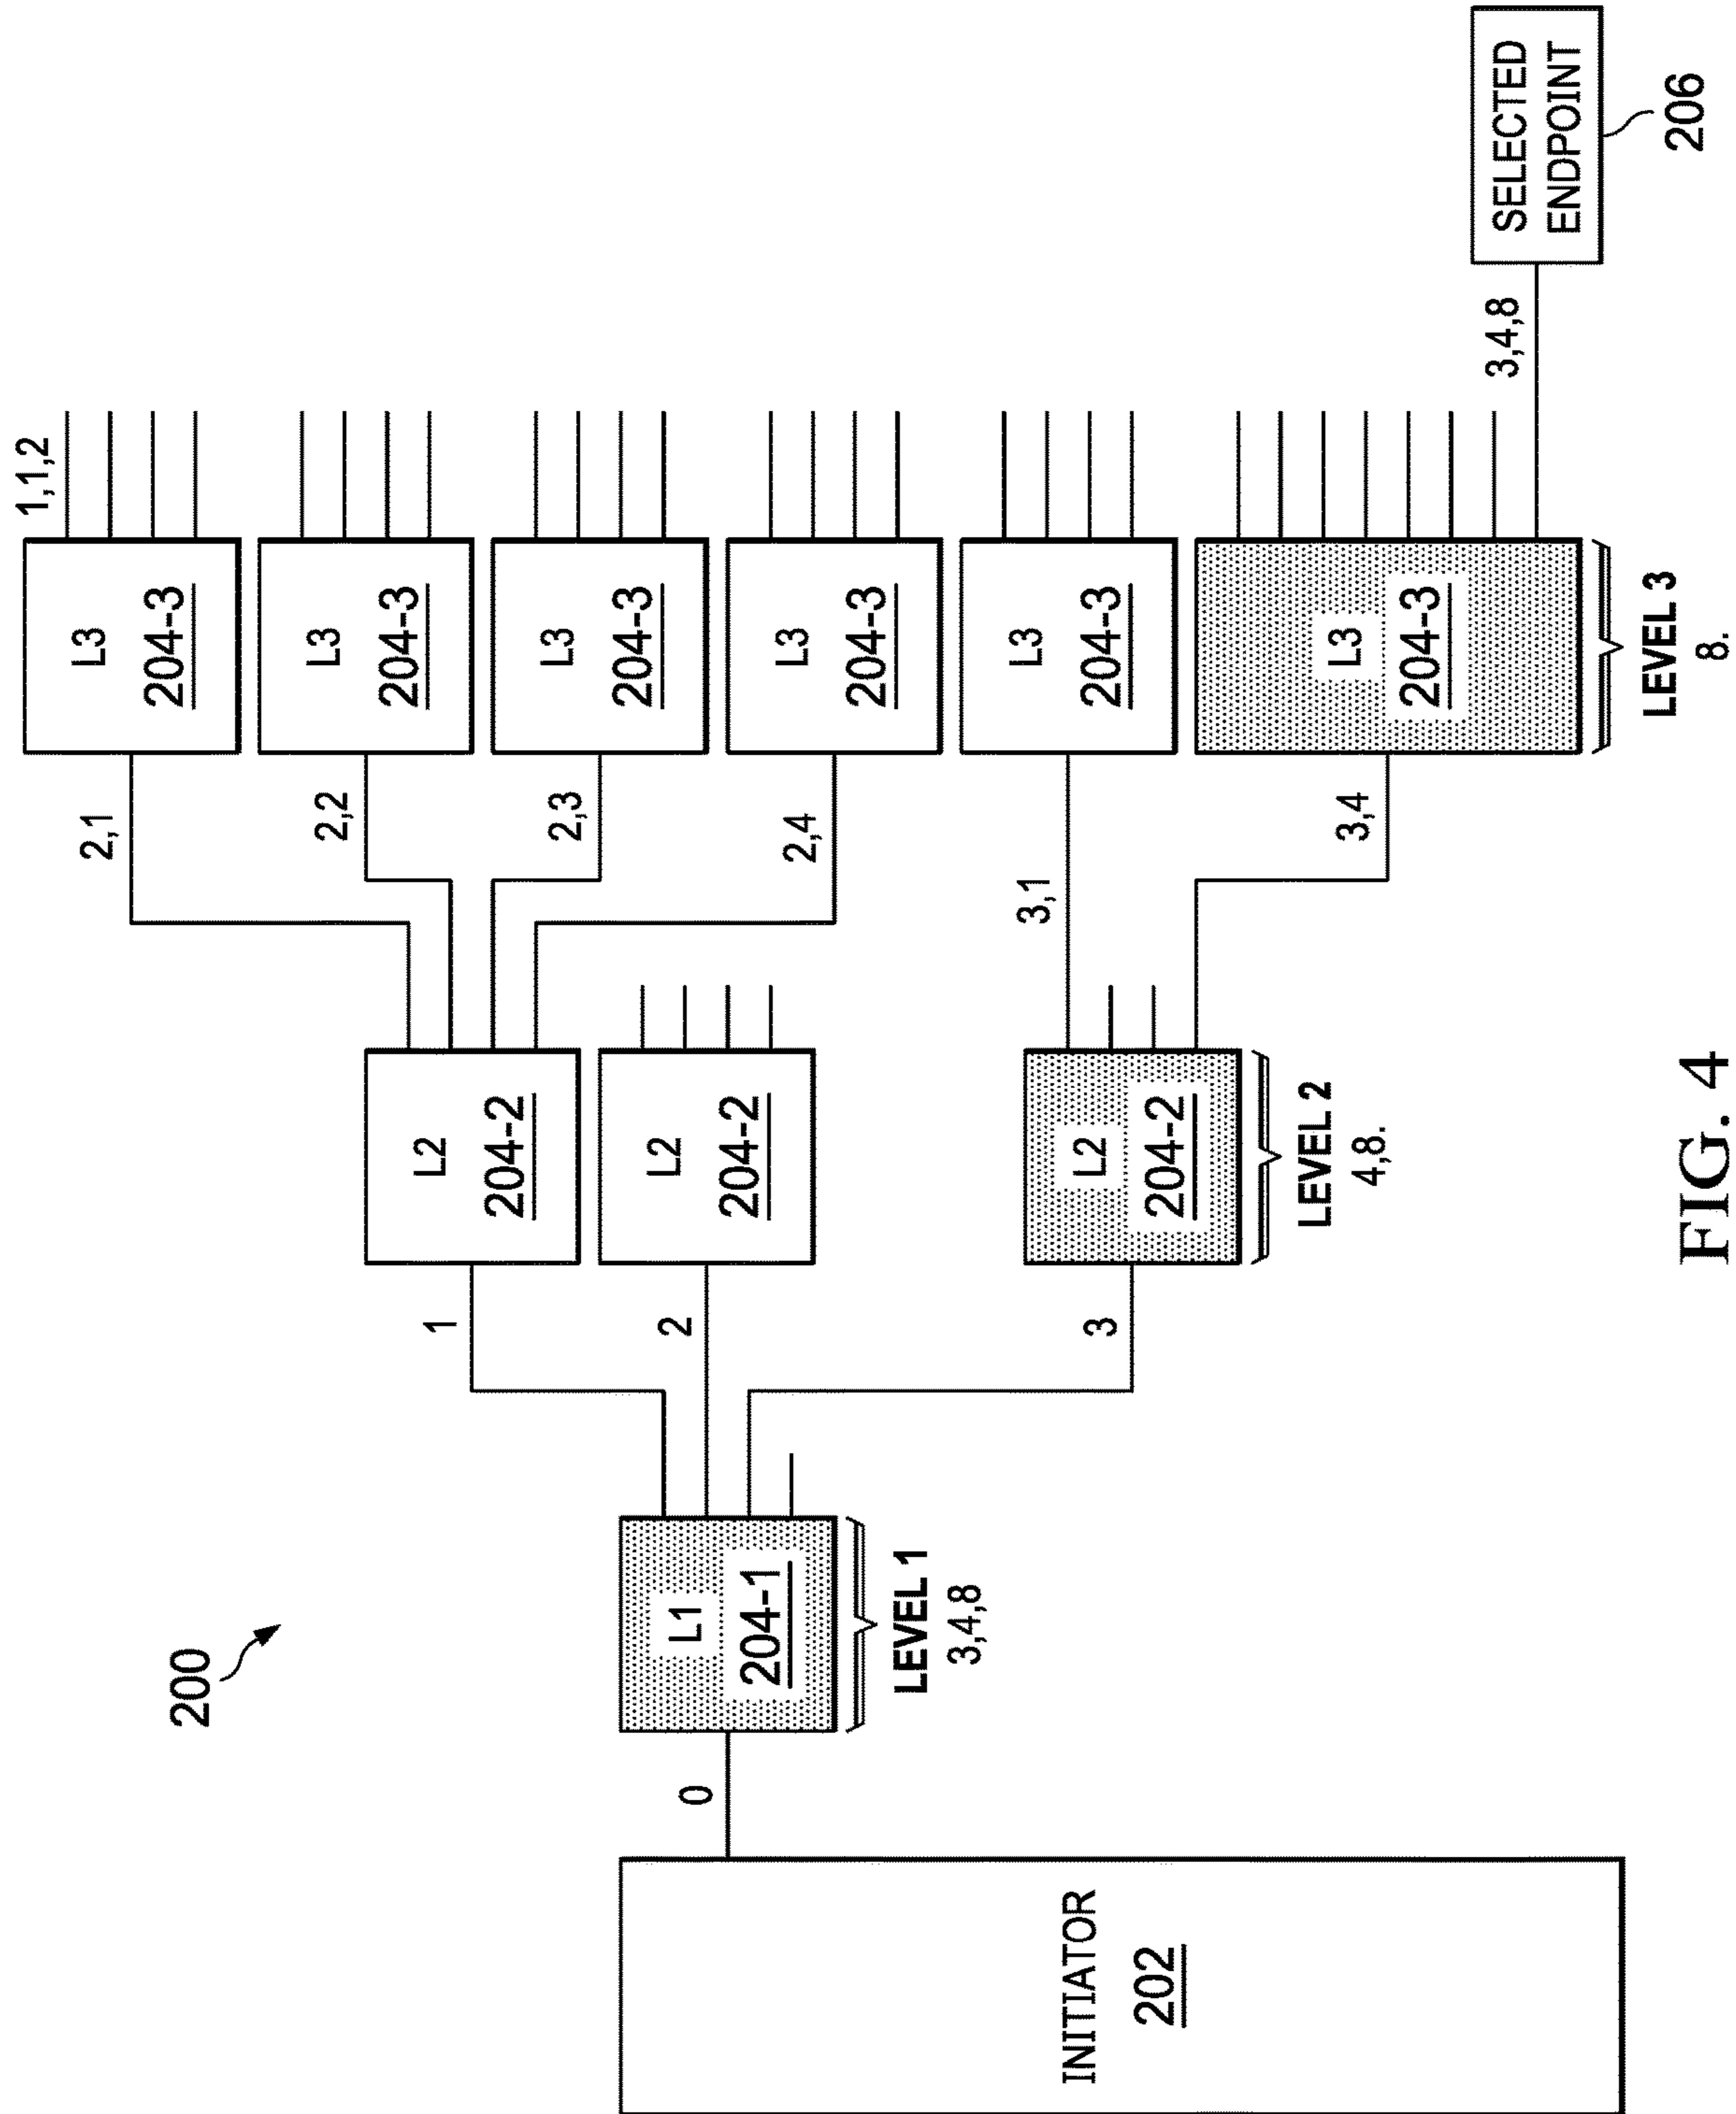 200
INITIATOR
202
0
L1
204-1
LEVEL 1
3,4,8
1
2
3
L2
204-2
L2
204-2
L2
204-2
LEVEL 2
4,8.
2,1
2,2
2,3
2,4
3,1
3,4
L3
204-3
L3
204-3
L3
204-3
L3
204-3
L3
204-3
L3
204-3
LEVEL 3
8.
1,1,2
3,4,8
SELECTED
ENDPOINT
206
FIG. 4